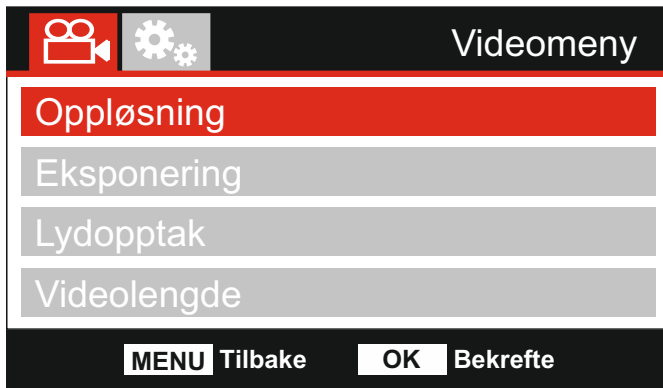 Videomeny
Oppløsning
Eksponering
Lydopptak
Videolengde
MENU Tilbake OK Bekrefte